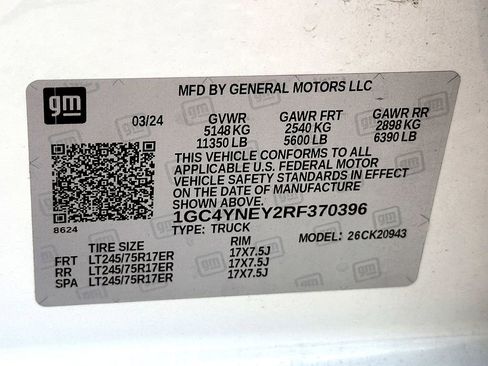 gm
MFD BY GENERAL MOTORS LLC
03/24 GVWR GAWR FRT GAWR RR
5148 KG 2540 KG 2898 KG
11350 LB 5600 LB 6390 LB
THIS VEHICLE CONFORMS TO ALL
APPLICABLE U.S. FEDERAL MOTOR
VEHICLE SAFETY STANDARDS IN EFFECT
ON THE DATE OF MANUFACTURE
SHOWN ABOVE.
1GC4YNEY2RF370396
8624
TYPE: TRUCK MODEL: 26CK20943
TIRE SIZE RIM
FRT LT245/75R17ER 17X7.5J
RR LT245/75R17ER 17X7.5J
SPA LT245/75R17ER 17X7.5J